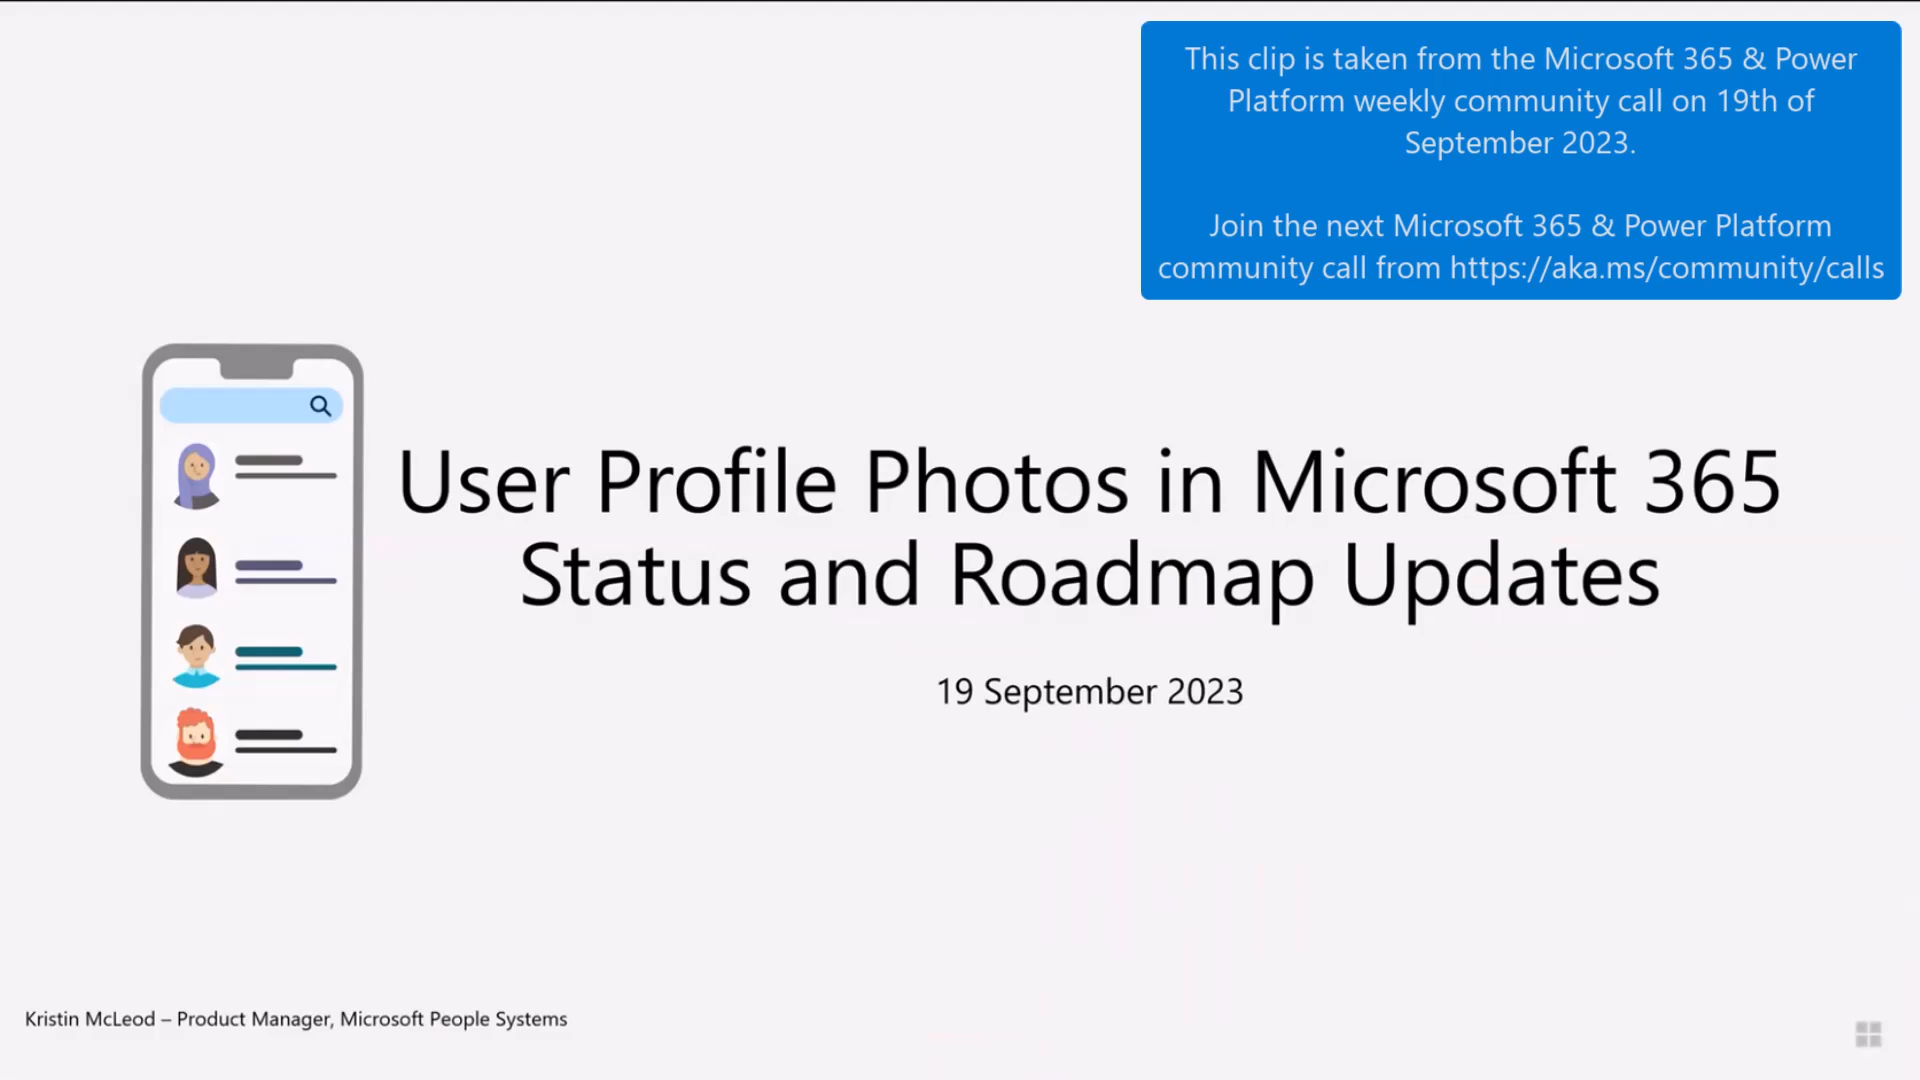 This clip is taken from the Microsoft 365 & Power
Platform weekly community call on 19th of
September 2023.
Join the next Microsoft 365 & Power Platform
community call from https://aka.ms/community/calls
User Profile Photos in Microsoft 365
Status and Roadmap Updates
19 September 2023
Kristin McLeod – Product Manager, Microsoft People Systems